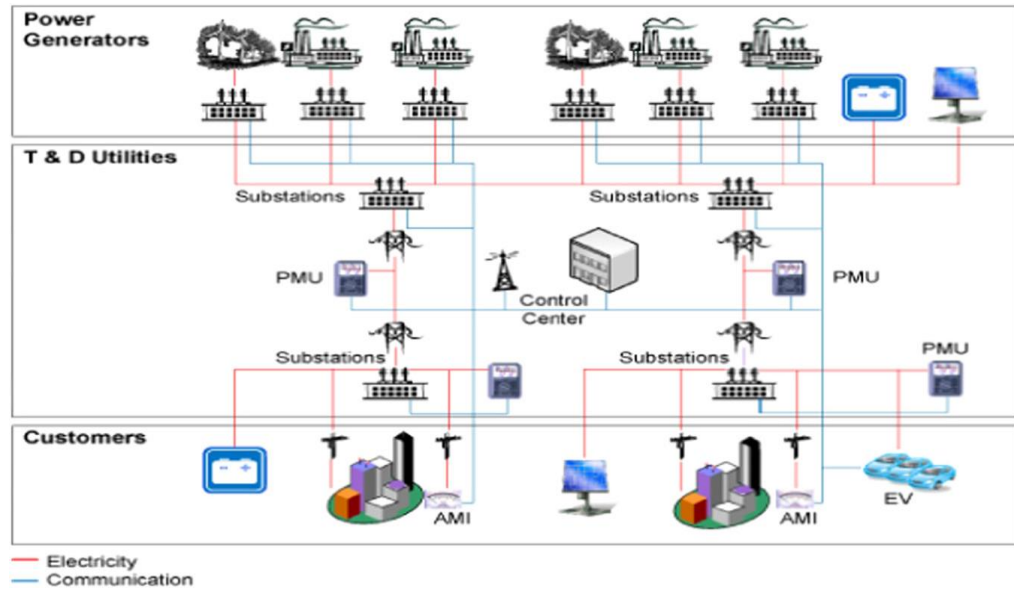 Power
Generators
T & D Utilities
Substations
Substations
PMU
Control
Center
PMU
Substations
Substations
PMU
Customers
AMI
AMI
EV
Electricity
Communication